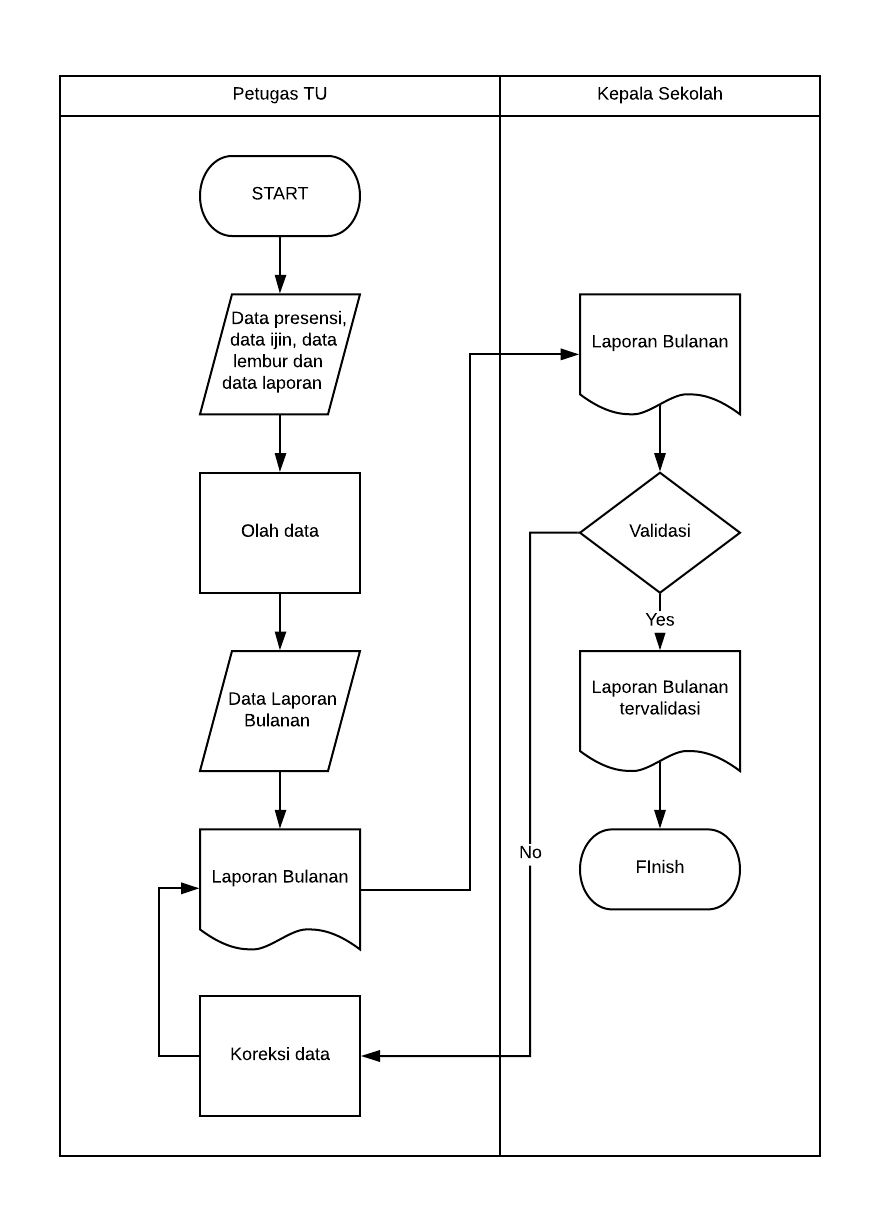 Petugas TU
Kepala Sekolah
START
Data presensi,
data ijin, data
lembur dan
data laporan
Olah data
Data Laporan
Bulanan
Laporan Bulanan
Koreksi data
Laporan Bulanan
Validasi
Yes
No
Laporan Bulanan
tervalidasi
FInish